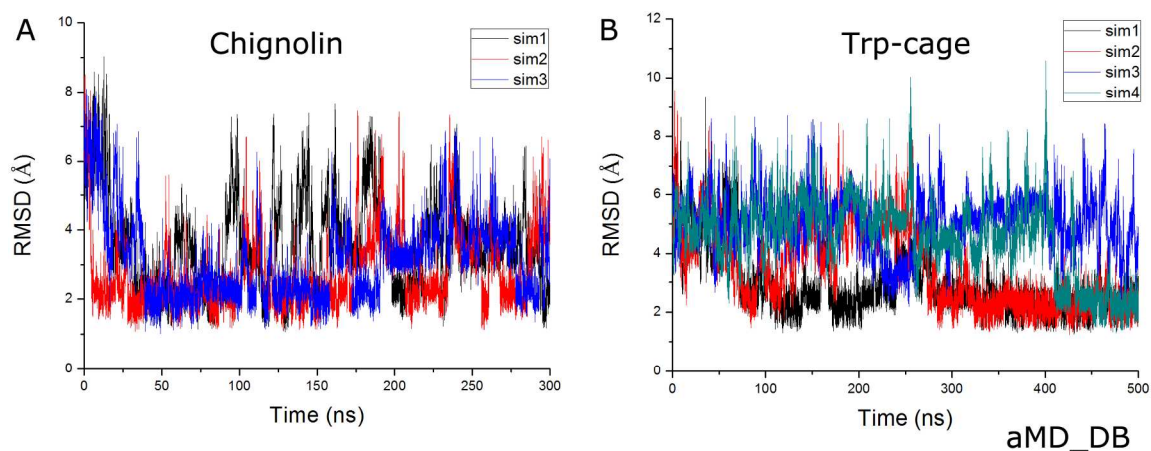 A
Chignolin
sim1
sim2
sim3
10
8
6
4
2
0
RMSD (Å)
0 50 100 150 200 250 300
Time (ns)
B
Trp-cage
sim1
sim2
sim3
sim4
12
10
8
6
4
2
0
RMSD (Å)
0 100 200 300 400 500
Time (ns)
aMD_DB